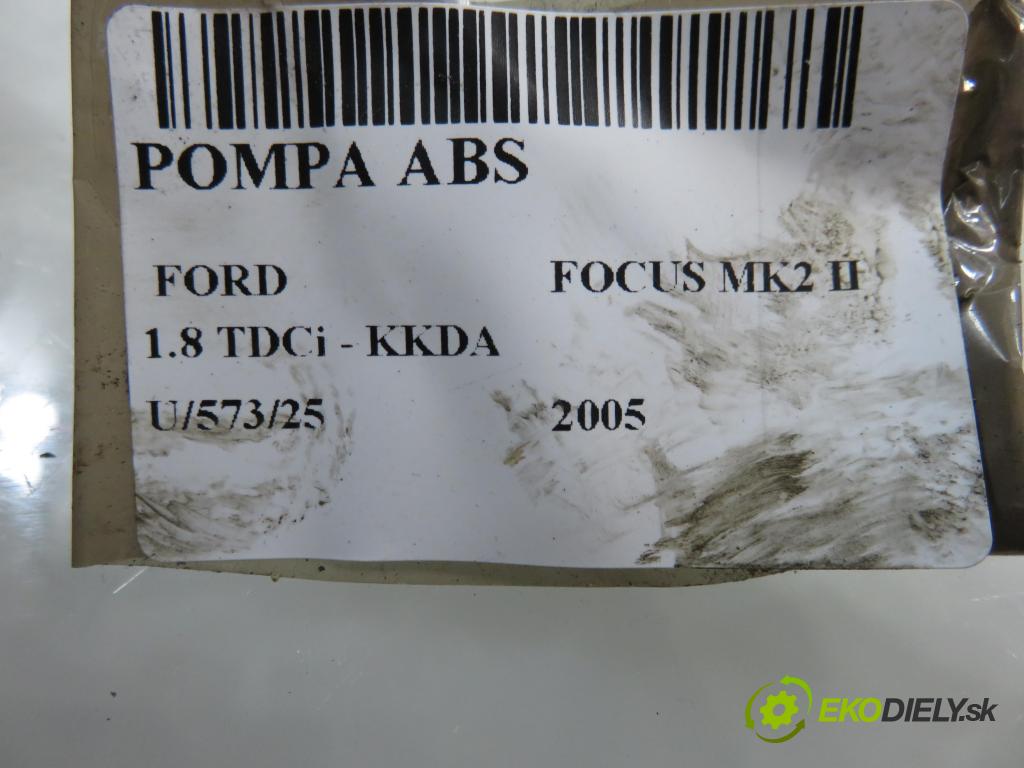 POMPA ABS
FORD FOCUS MK2 II
1.8 TDCi - KKDA
U/573/25 2005
EKODIELY.sk